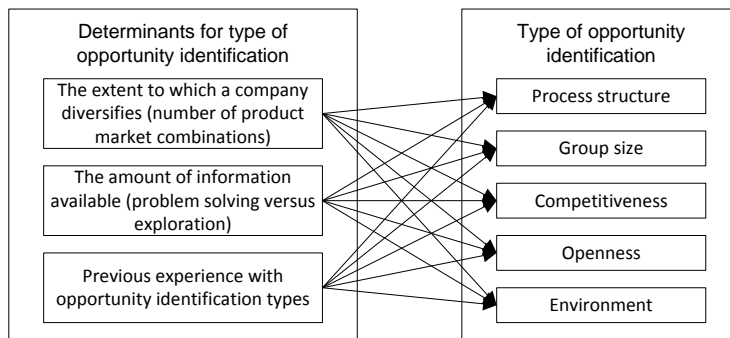 Determinants for type of
opportunity identification
The extent to which a company
diversifies (number of product
market combinations)
The amount of information
available (problem solving versus
exploration)
Previous experience with
opportunity identification types
Type of opportunity
identification
Process structure
Group size
Competitiveness
Openness
Environment